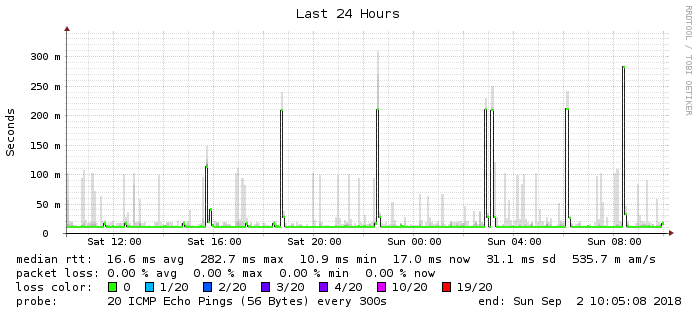 Last 24 Hours
RRDTOOL / TOBI OETIKER
Seconds
300 m
250 m
200 m
150 m
100 m
50 m
0
Sat 12:00 Sat 16:00 Sat 20:00 Sun 00:00 Sun 04:00 Sun 08:00
median rtt: 16.6 ms avg 282.7 ms max 10.9 ms min 17.0 ms now 31.1 ms sd 535.7 m am/s
packet loss: 0.00 % avg 0.00 % max 0.00 % min 0.00 % now
loss color: 0 1/20 2/20 3/20 4/20 10/20 19/20
probe: 20 ICMP Echo Pings (56 Bytes) every 300s end: Sun Sep 2 10:05:08 2018